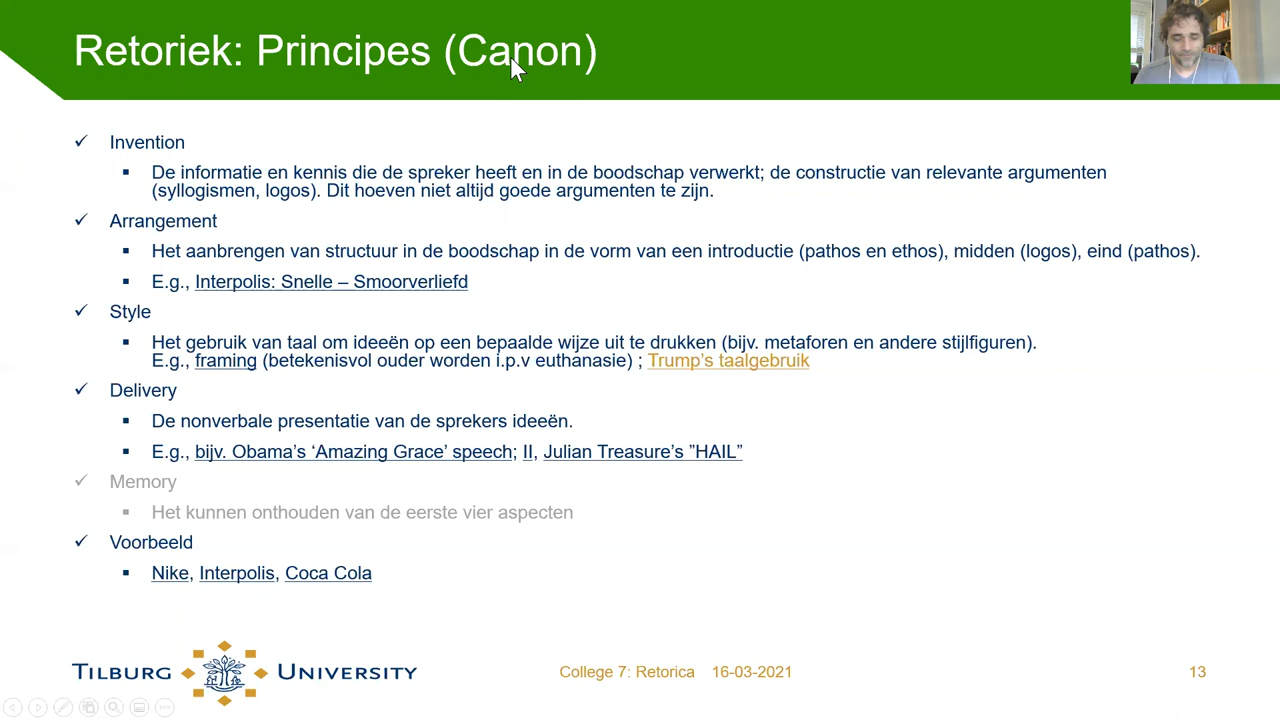 Retoriek: Principes (Canon)
Invention
De informatie en kennis die de spreker heeft en in de boodschap verwerkt; de constructie van relevante argumenten
(syllogismen, logos). Dit hoeven niet altijd goede argumenten te zijn.
Arrangement
Het aanbrengen van structuur in de boodschap in de vorm van een introductie (pathos en ethos), midden (logos), eind (pathos).
E.g., Interpolis: Snelle – Smoorverliefd
Style
Het gebruik van taal om ideeën op een bepaalde wijze uit te drukken (bijv. metaforen en andere stijlfiguren).
E.g., framing (betekenisvol ouder worden i.p.v euthanasie) ; Trump’s taalgebruik
Delivery
De nonverbale presentatie van de sprekers ideeën.
E.g., bijv. Obama’s ‘Amazing Grace’ speech; II, Julian Treasure’s ”HAIL”
Memory
Het kunnen onthouden van de eerste vier aspecten
Voorbeeld
Nike, Interpolis, Coca Cola
TILBURG UNIVERSITY
College 7: Retorica 16-03-2021
13